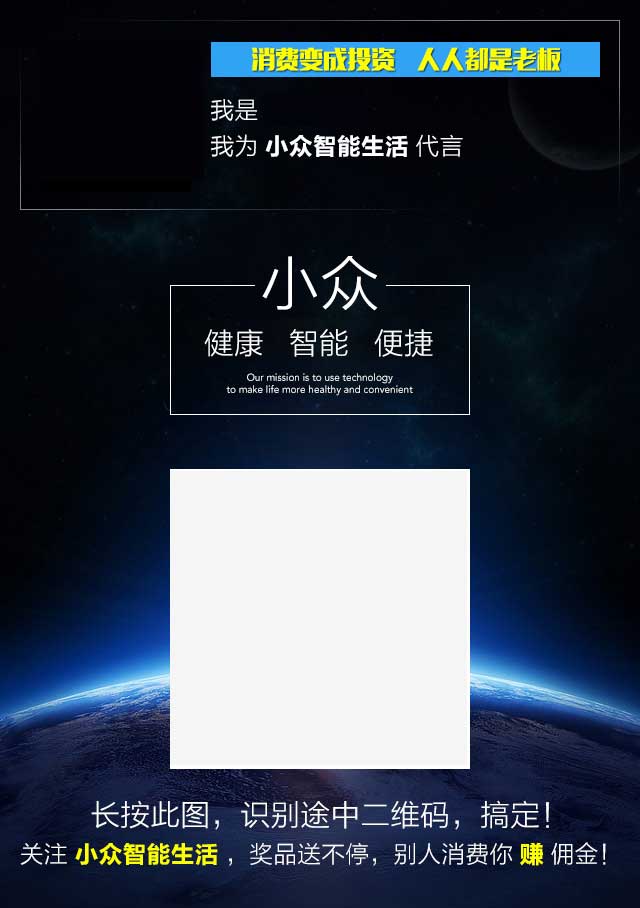 消费变成投资 人人都是老板
我是
我为 小众智能生活 代言
小众
健康 智能 便捷
Our mission is to use technology
to make life more healthy and convenient
长按此图，识别途中二维码，搞定！
关注 小众智能生活 ，奖品送不停，别人消费你 赚 佣金！